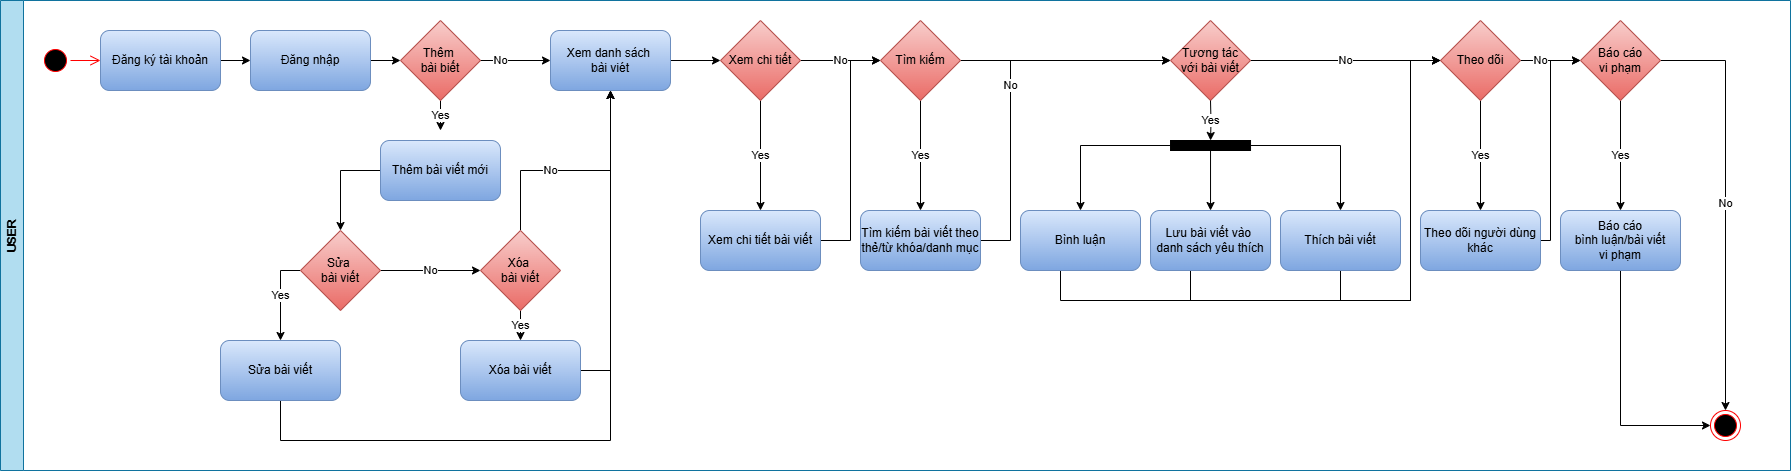 USER
Đăng ký tài khoản
Đăng nhập
Thêm
bài biết
No
Yes
Xem danh sách
bài viết
Thêm bài viết mới
Sửa
bài viết
No
Yes
Xóa
bài viết
No
Yes
Sửa bài viết
Xóa bài viết
Xem chi tiết
No
Yes
Xem chi tiết bài viết
Tìm kiếm
No
Yes
Tìm kiếm bài viết theo
thẻ/từ khóa/danh mục
Tương tác
với bài viết
No
Yes
Bình luận
Lưu bài viết vào
danh sách yêu thích
Thích bài viết
Theo dõi
No
Yes
Theo dõi người dùng
khác
Báo cáo
vi phạm
Yes
No
Báo cáo
bình luận/bài viết
vi phạm